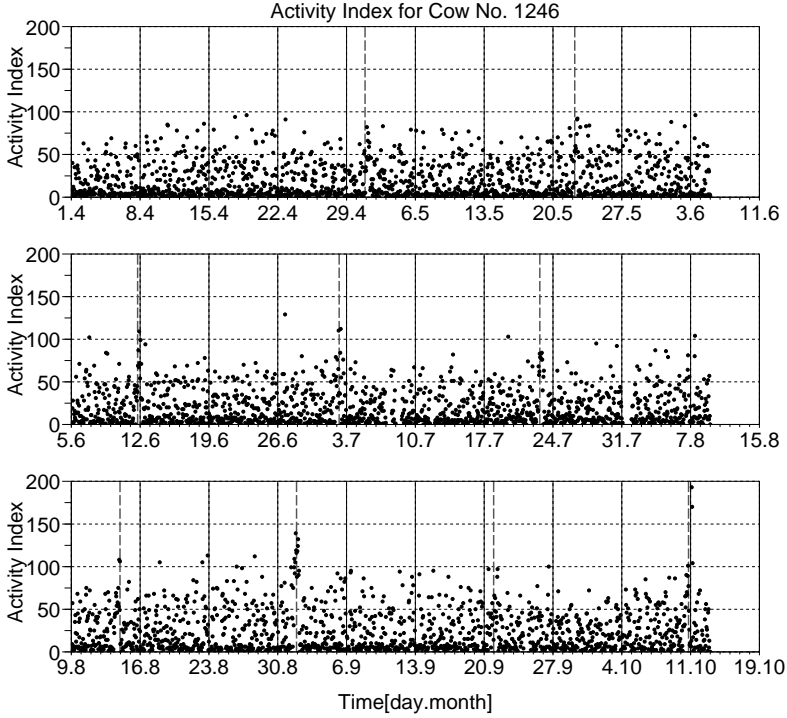 Activity Index for Cow No. 1246
200
150
100
50
0
Activity Index
1.4 8.4 15.4 22.4 29.4 6.5 13.5 20.5 27.5 3.6 11.6
200
150
100
50
0
Activity Index
5.6 12.6 19.6 26.6 3.7 10.7 17.7 24.7 31.7 7.8 15.8
200
150
100
50
0
Activity Index
9.8 16.8 23.8 30.8 6.9 13.9 20.9 27.9 4.10 11.10 19.10
Time[day.month]